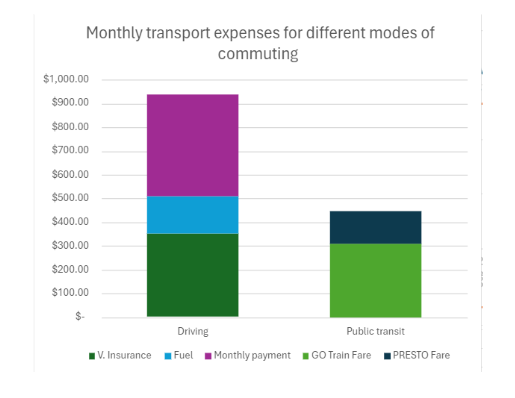 Monthly transport expenses for different modes of
commuting
$1,000.00
$900.00
$800.00
$700.00
$600.00
$500.00
$400.00
$300.00
$200.00
$100.00
$-
Driving
Public transit
V. Insurance
Fuel
Monthly payment
GO Train Fare
PRESTO Fare